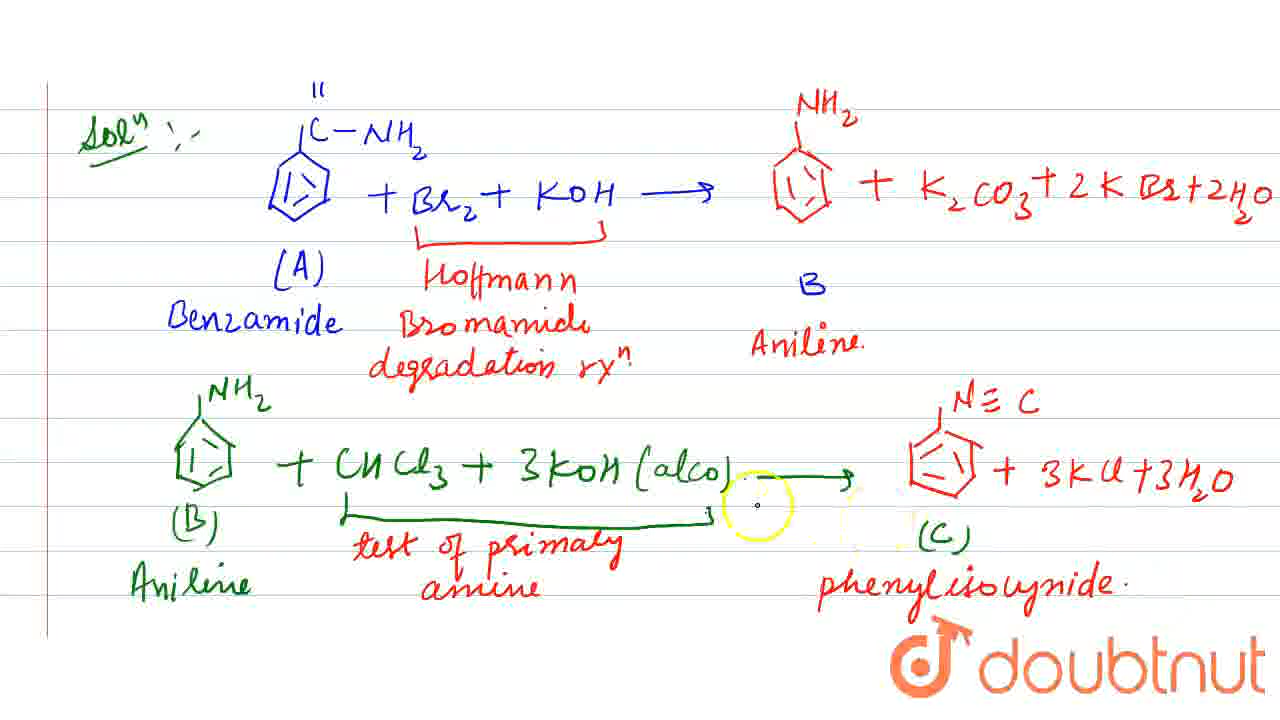 Solⁿ :-
C-NH₂
+ Br₂ + KOH →
NH₂
+ K₂CO₃ + 2KBr + 2H₂O
(A)
Benzamide
Hoffmann
Bromamide
degradation rxⁿ.
B
Aniline.
NH₂
+ CHCl₃ + 3KOH (alco). →
N≡C
+ 3KCl + 3H₂O
(B)
Aniline
test of primary
amine
(C)
phenylisocynide.
doubtnut